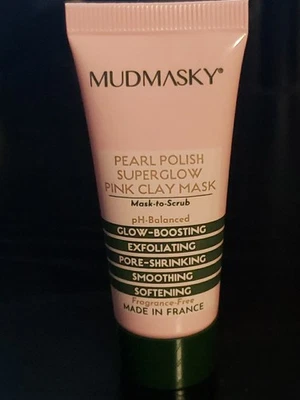 MUDMASKY®
PEARL POLISH
SUPERGLOW
PINK CLAY MASK
Mask-to-Scrub
pH-Balanced
GLOW-BOOSTING
EXFOLIATING
PORE-SHRINKING
SMOOTHING
SOFTENING
Fragrance-Free
MADE IN FRANCE